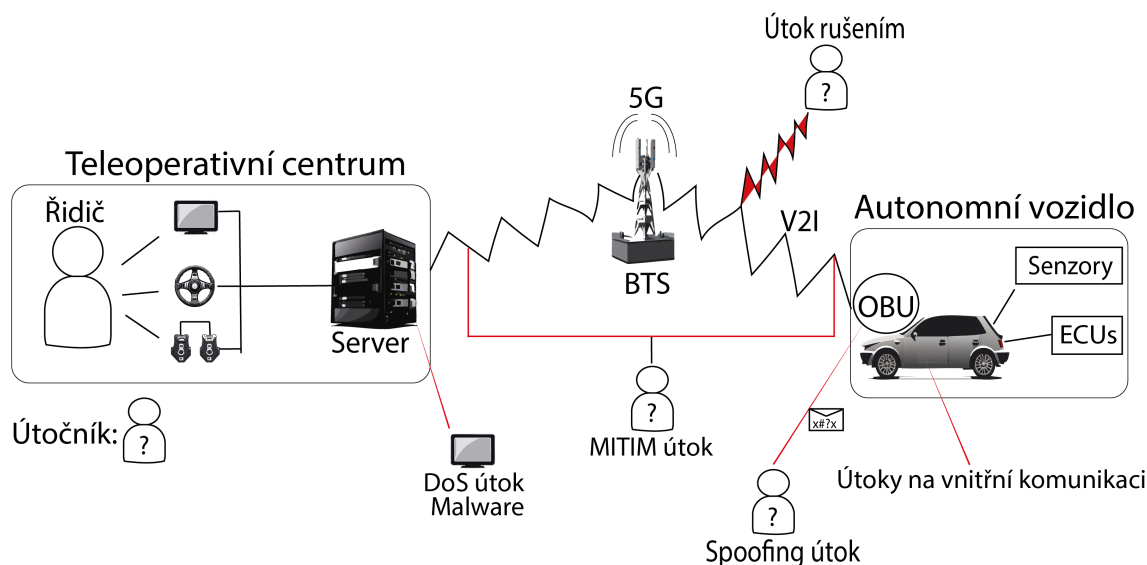 Útok rušením
?
5G
Teleoperativní centrum
Řidič
V2I
Autonomní vozidlo
Senzory
BTS
OBU
Server
ECUs
Útočník:
?
?
x#?x
MITIM útok
DoS útok
Malware
Útoky na vnitřní komunikaci
?
Spoofing útok